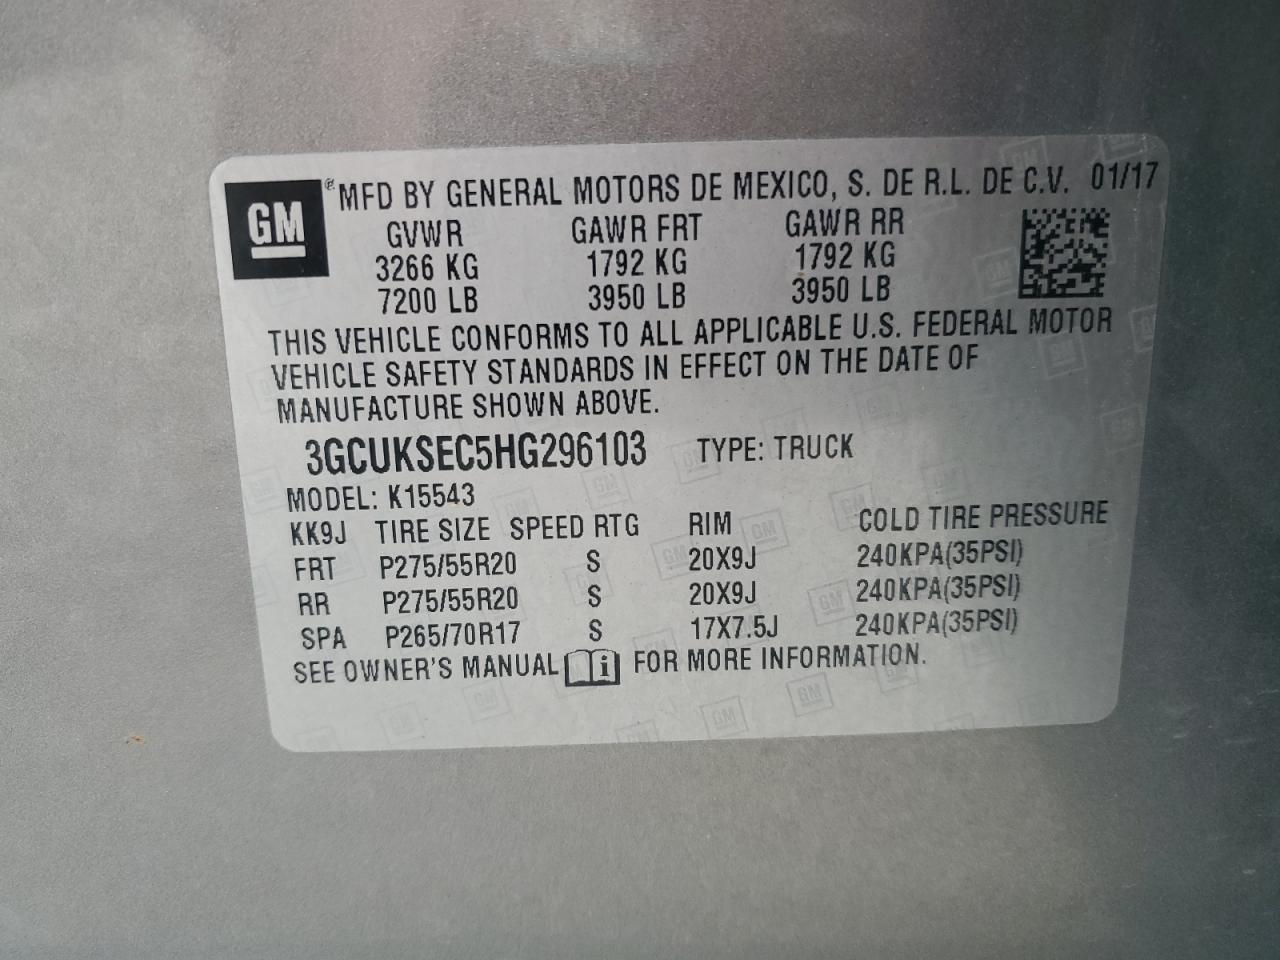 GM ® MFD BY GENERAL MOTORS DE MEXICO, S. DE R.L. DE C.V. 01/17
GVWR GAWR FRT GAWR RR
3266 KG 1792 KG 1792 KG
7200 LB 3950 LB 3950 LB
THIS VEHICLE CONFORMS TO ALL APPLICABLE U.S. FEDERAL MOTOR
VEHICLE SAFETY STANDARDS IN EFFECT ON THE DATE OF
MANUFACTURE SHOWN ABOVE.
3GCUKSEC5HG296103 TYPE: TRUCK
MODEL: K15543
KK9J TIRE SIZE SPEED RTG RIM COLD TIRE PRESSURE
FRT P275/55R20 S 20X9J 240KPA(35PSI)
RR P275/55R20 S 20X9J 240KPA(35PSI)
SPA P265/70R17 S 17X7.5J 240KPA(35PSI)
SEE OWNER'S MANUAL i FOR MORE INFORMATION.